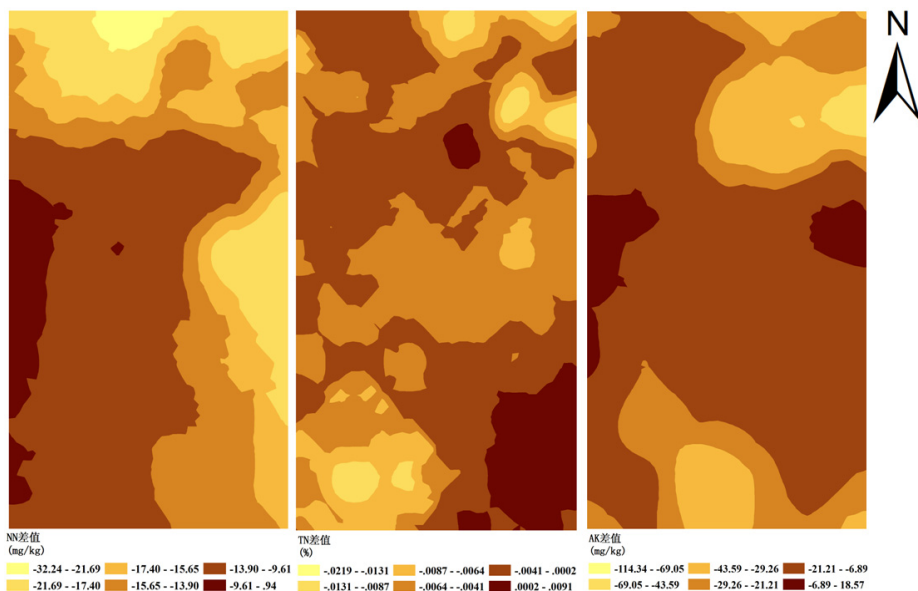 N
NN差值
(mg/kg)
-32.24 - -21.69
-17.40 - -15.65
-13.90 - -9.61
-21.69 - -17.40
-15.65 - -13.90
-9.61 - .94
TN差值
(%)
-.0219 - -.0131
-.0087 - -.0064
-.0041 - -.0002
-.0131 - -.0087
-.0064 - -.0041
.0002 - .0091
AK差值
(mg/kg)
-114.34 - -69.05
-43.59 - -29.26
-21.21 - -6.89
-69.05 - -43.59
-29.26 - -21.21
-6.89 - 18.57